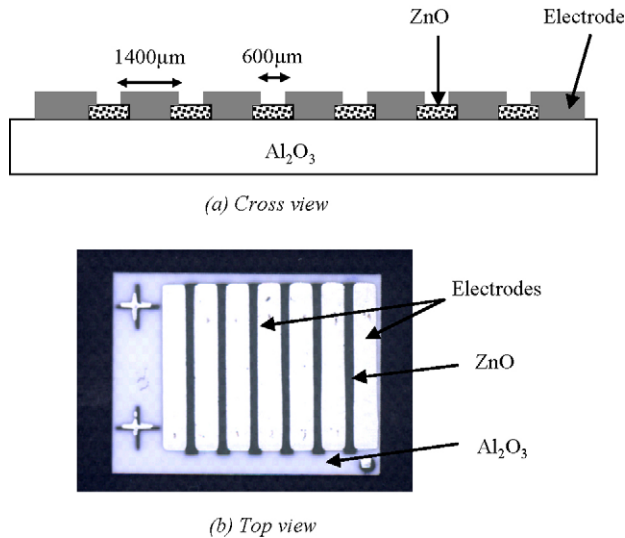 ZnO
Electrode
1400µm
600µm
Al₂O₃
(a) Cross view
Electrodes
ZnO
Al₂O₃
(b) Top view